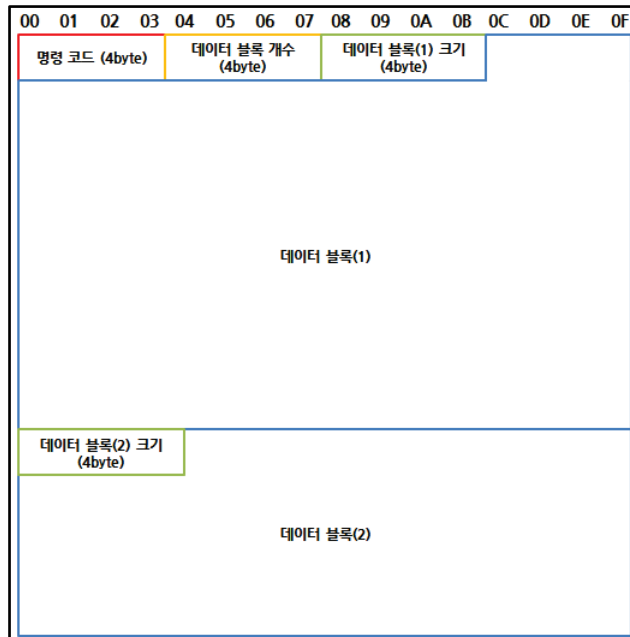 00 01 02 03 04 05 06 07 08 09 0A 0B 0C 0D 0E 0F
명령 코드 (4byte)
데이터 블록 개수
(4byte)
데이터 블록(1) 크기
(4byte)
데이터 블록(1)
데이터 블록(2) 크기
(4byte)
데이터 블록(2)